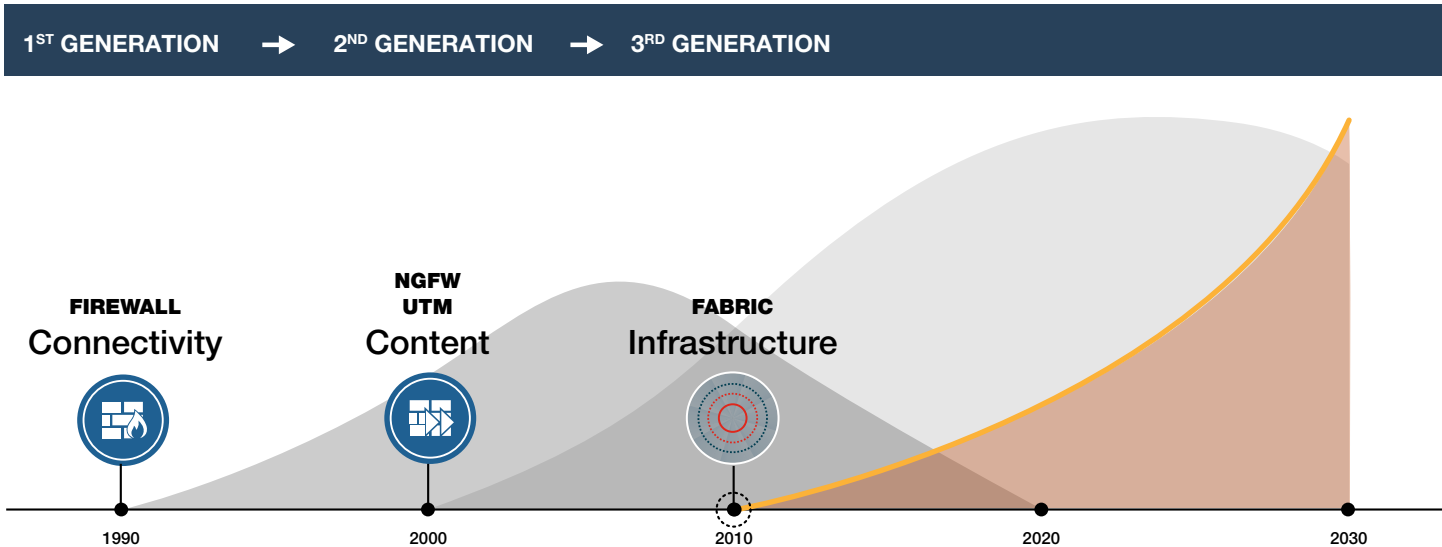 1ST GENERATION → 2ND GENERATION → 3RD GENERATION
FIREWALL
Connectivity
NGFW
UTM
Content
FABRIC
Infrastructure
1990
2000
2010
2020
2030